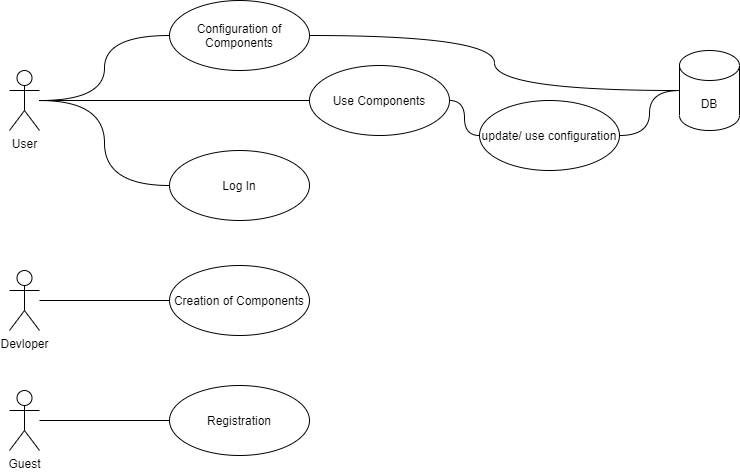 Configuration of
Components
Use Components
DB
update/ use configuration
User
Log In
Creation of Components
Devloper
Registration
Guest